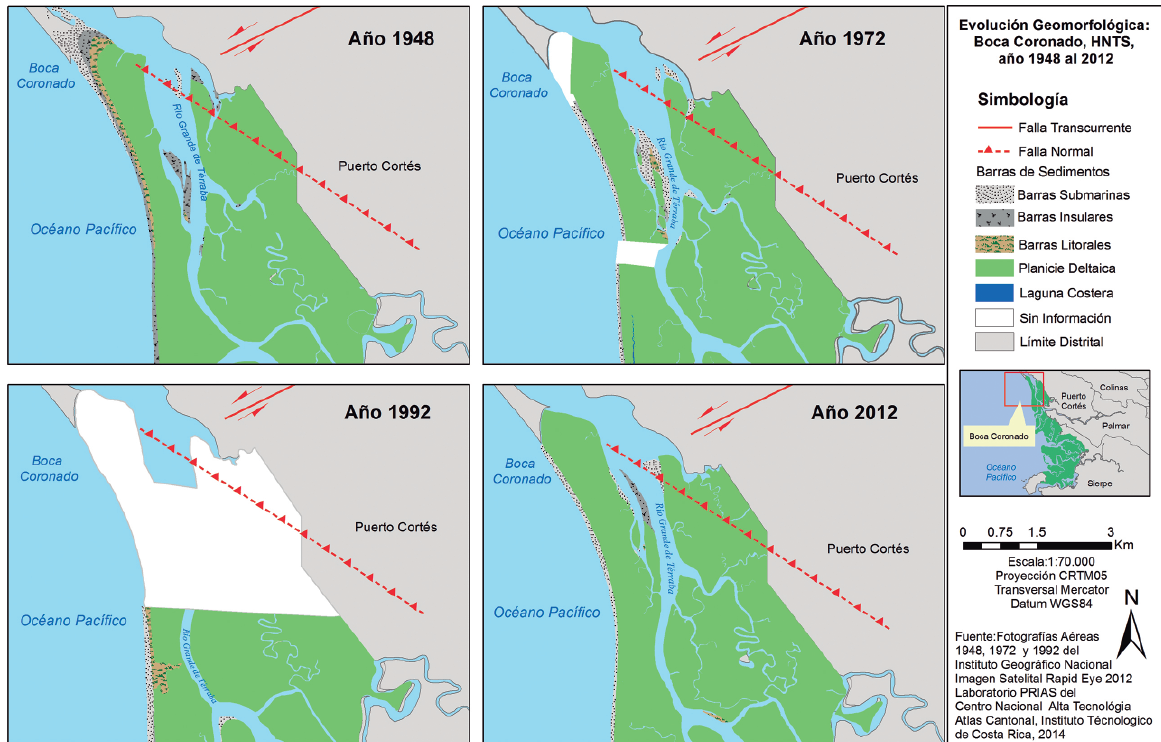 Año 1948
Boca
Coronado
Río Grande de Térraba
Puerto Cortés
Océano Pacífico
Año 1972
Boca
Coronado
Río Grande de Térraba
Puerto Cortés
Océano Pacífico
Año 1992
Boca
Coronado
Puerto Cortés
Océano Pacífico
Río Grande de Térraba
Año 2012
Boca
Coronado
Río Grande de Térraba
Puerto Cortés
Océano Pacífico
Evolución Geomorfológica:
Boca Coronado, HNTS,
año 1948 al 2012
Simbología
Falla Transcurrente
Falla Normal
Barras de Sedimentos
Barras Submarinas
Barras Insulares
Barras Litorales
Planicie Deltaica
Laguna Costera
Sin Información
Límite Distrital
Colinas
Puerto
Cortés
Palmar
Boca Coronado
Océano
Pacífico
Sierpe
0 0.75 1.5 3
Km
Escala:1:70.000
Proyección CRTM05
Transversal Mercator
Datum WGS84
N
Fuente:Fotografías Aéreas
1948, 1972 y 1992 del
Instituto Geográfico Nacional
Imagen Satelital Rapid Eye 2012
Laboratorio PRIAS del
Centro Nacional Alta Tecnológia
Atlas Cantonal, Instituto Técnologico
de Costa Rica, 2014